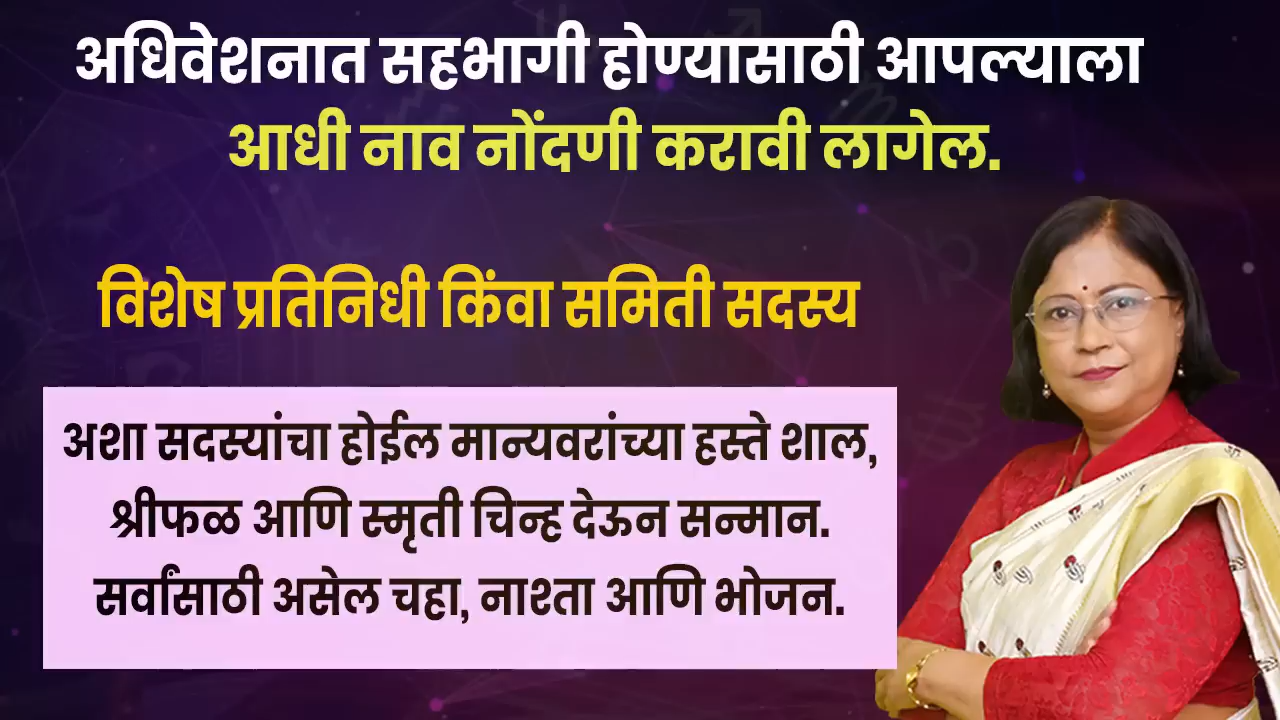 अधिवेशनात सहभागी होण्यासाठी आपल्याला
आधी नाव नोंदणी करावी लागेल.
विशेष प्रतिनिधी किंवा समिती सदस्य
अशा सदस्यांचा होईल मान्यवरांच्या हस्ते शाल,
श्रीफळ आणि स्मृती चिन्ह देऊन सन्मान.
सर्वांसाठी असेल चहा, नाश्ता आणि भोजन.